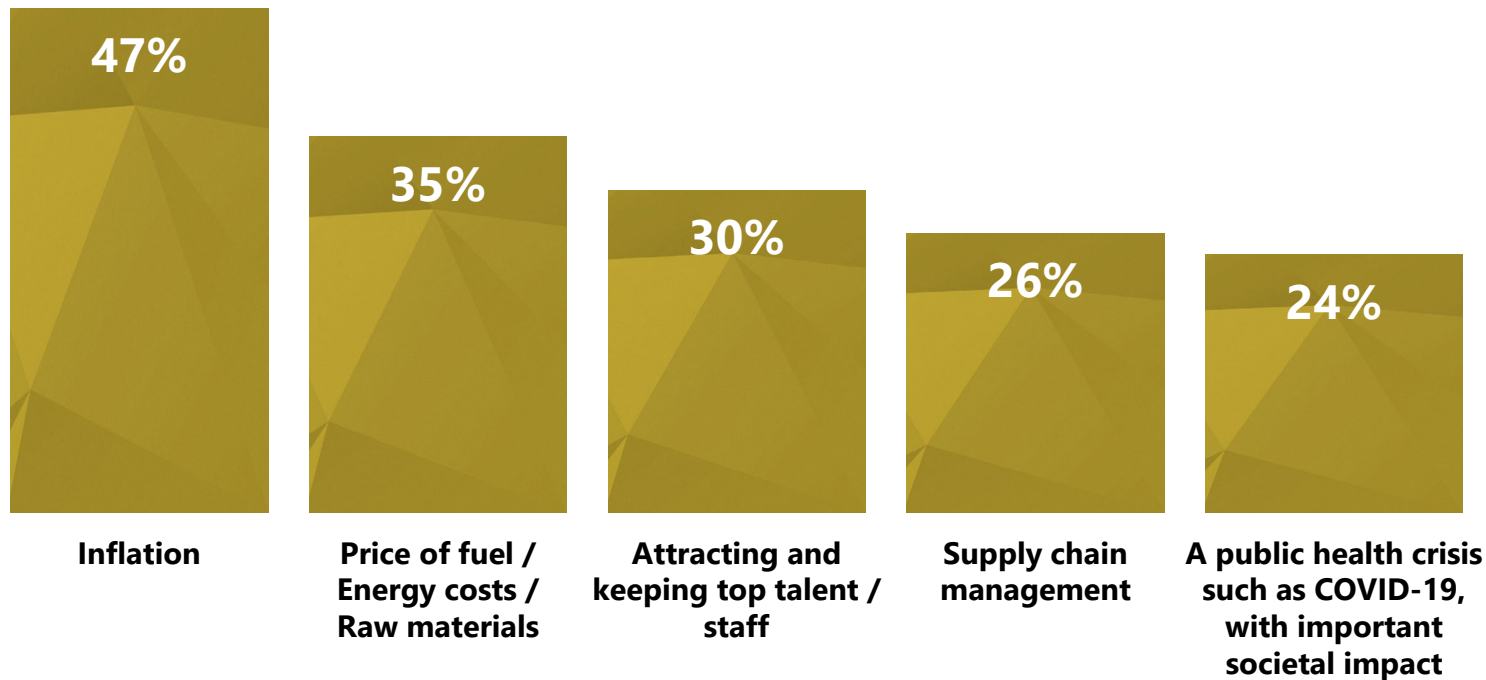 47%
35%
30%
26%
24%
Inflation
Price of fuel /
Energy costs /
Raw materials
Attracting and
keeping top talent /
staff
Supply chain
management
A public health crisis
such as COVID-19,
with important
societal impact